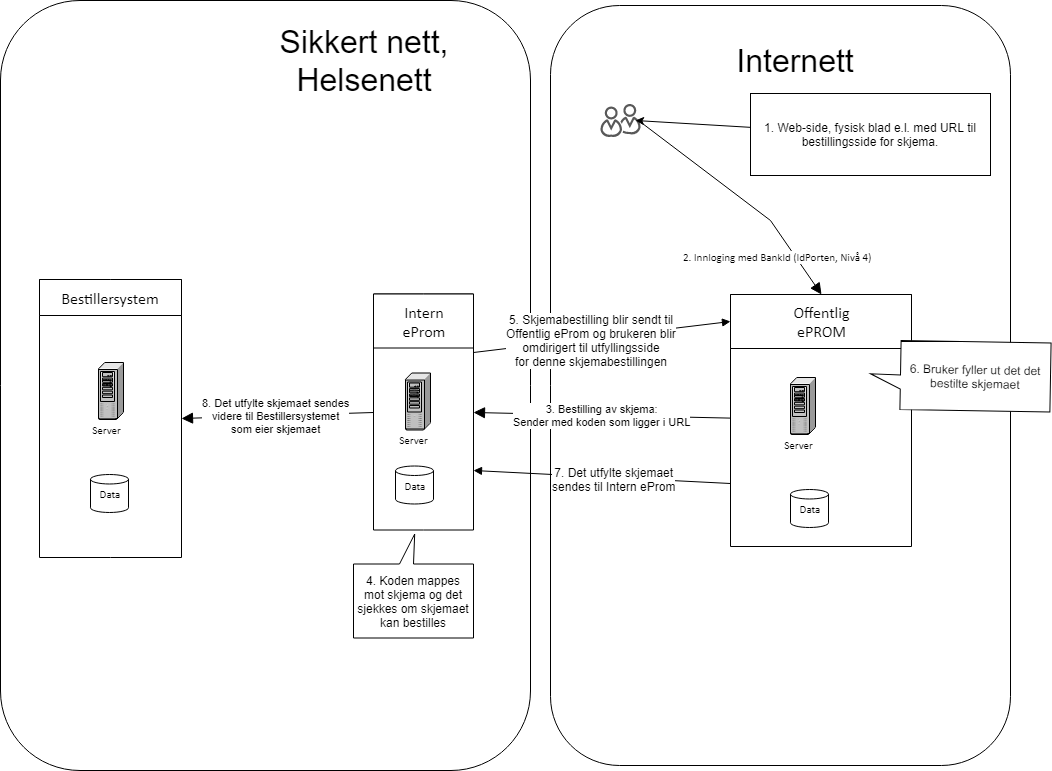 Sikkert nett,
Helsenett
Internett
1. Web-side, fysisk blad e.l. med URL til
bestillingsside for skjema.
2. Innloging med BankId (IdPorten, Nivå 4)
Bestillersystem
Server
Data
Intern
eProm
Server
Data
Offentlig
ePROM
Server
Data
5. Skjemabestilling blir sendt til
Offentlig eProm og brukeren blir
omdirigert til utfyllingsside
for denne skjemabestillingen
6. Bruker fyller ut det det
bestilte skjemaet
3. Bestilling av skjema:
Sender med koden som ligger i URL
8. Det utfylte skjemaet sendes
videre til Bestillersystemet
som eier skjemaet
7. Det utfylte skjemaet
sendes til Intern eProm
4. Koden mappes
mot skjema og det
sjekkes om skjemaet
kan bestilles